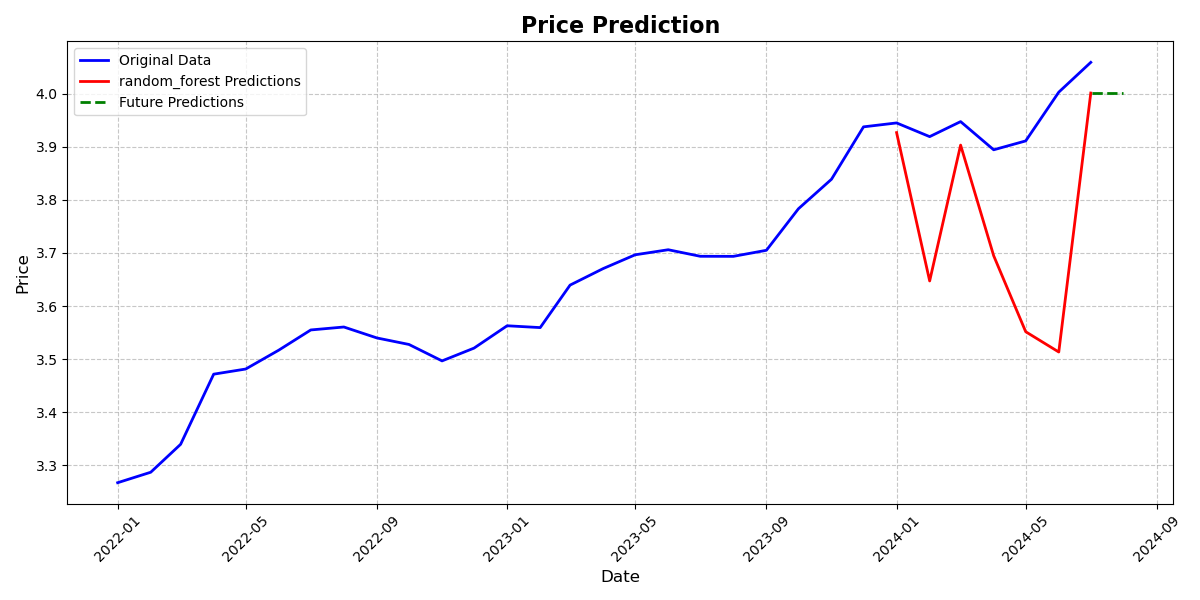 Price Prediction
Original Data
random_forest Predictions
Future Predictions
Price
4.0
3.9
3.8
3.7
3.6
3.5
3.4
3.3
2022-01
2022-05
2022-09
2023-01
2023-05
2023-09
2024-01
2024-05
2024-09
Date